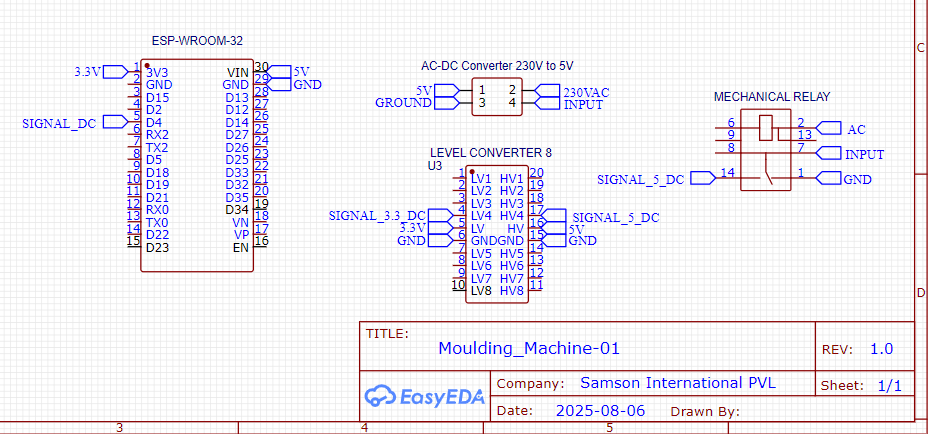 ESP-WROOM-32
3.3V 1 3V3 VIN 30 5V
2 GND GND 29 GND
3 D15 D13 28
4 D2 D12 27
SIGNAL_DC 5 D4 D14 26
6 RX2 D27 25
7 TX2 D26 24
8 D5 D25 23
9 D18 D33 22
10 D19 D32 21
11 D21 D35 20
12 RX0 D34 19
13 TX0 VN 18
14 D22 VP 17
15 D23 EN 16
AC-DC Converter 230V to 5V
5V 1 2 230VAC
GROUND 3 4 INPUT
LEVEL CONVERTER 8
U3
1 LV1 HV1 20
2 LV2 HV2 19
3 LV3 HV3 18
SIGNAL_3.3_DC 4 LV4 HV4 17 SIGNAL_5_DC
3.3V 5 LV HV 16 5V
GND 6 GND GND 15 GND
7 LV5 HV5 14
8 LV6 HV6 13
9 LV7 HV7 12
10 LV8 HV8 11
MECHANICAL RELAY
6 2 AC
9 13
8 7 INPUT
SIGNAL_5_DC 14 1 GND
C
D
TITLE:
Moulding_Machine-01
REV: 1.0
EasyEDA
Company: Samson International PVL
Sheet: 1/1
Date: 2025-08-06 Drawn By:
3 4 5